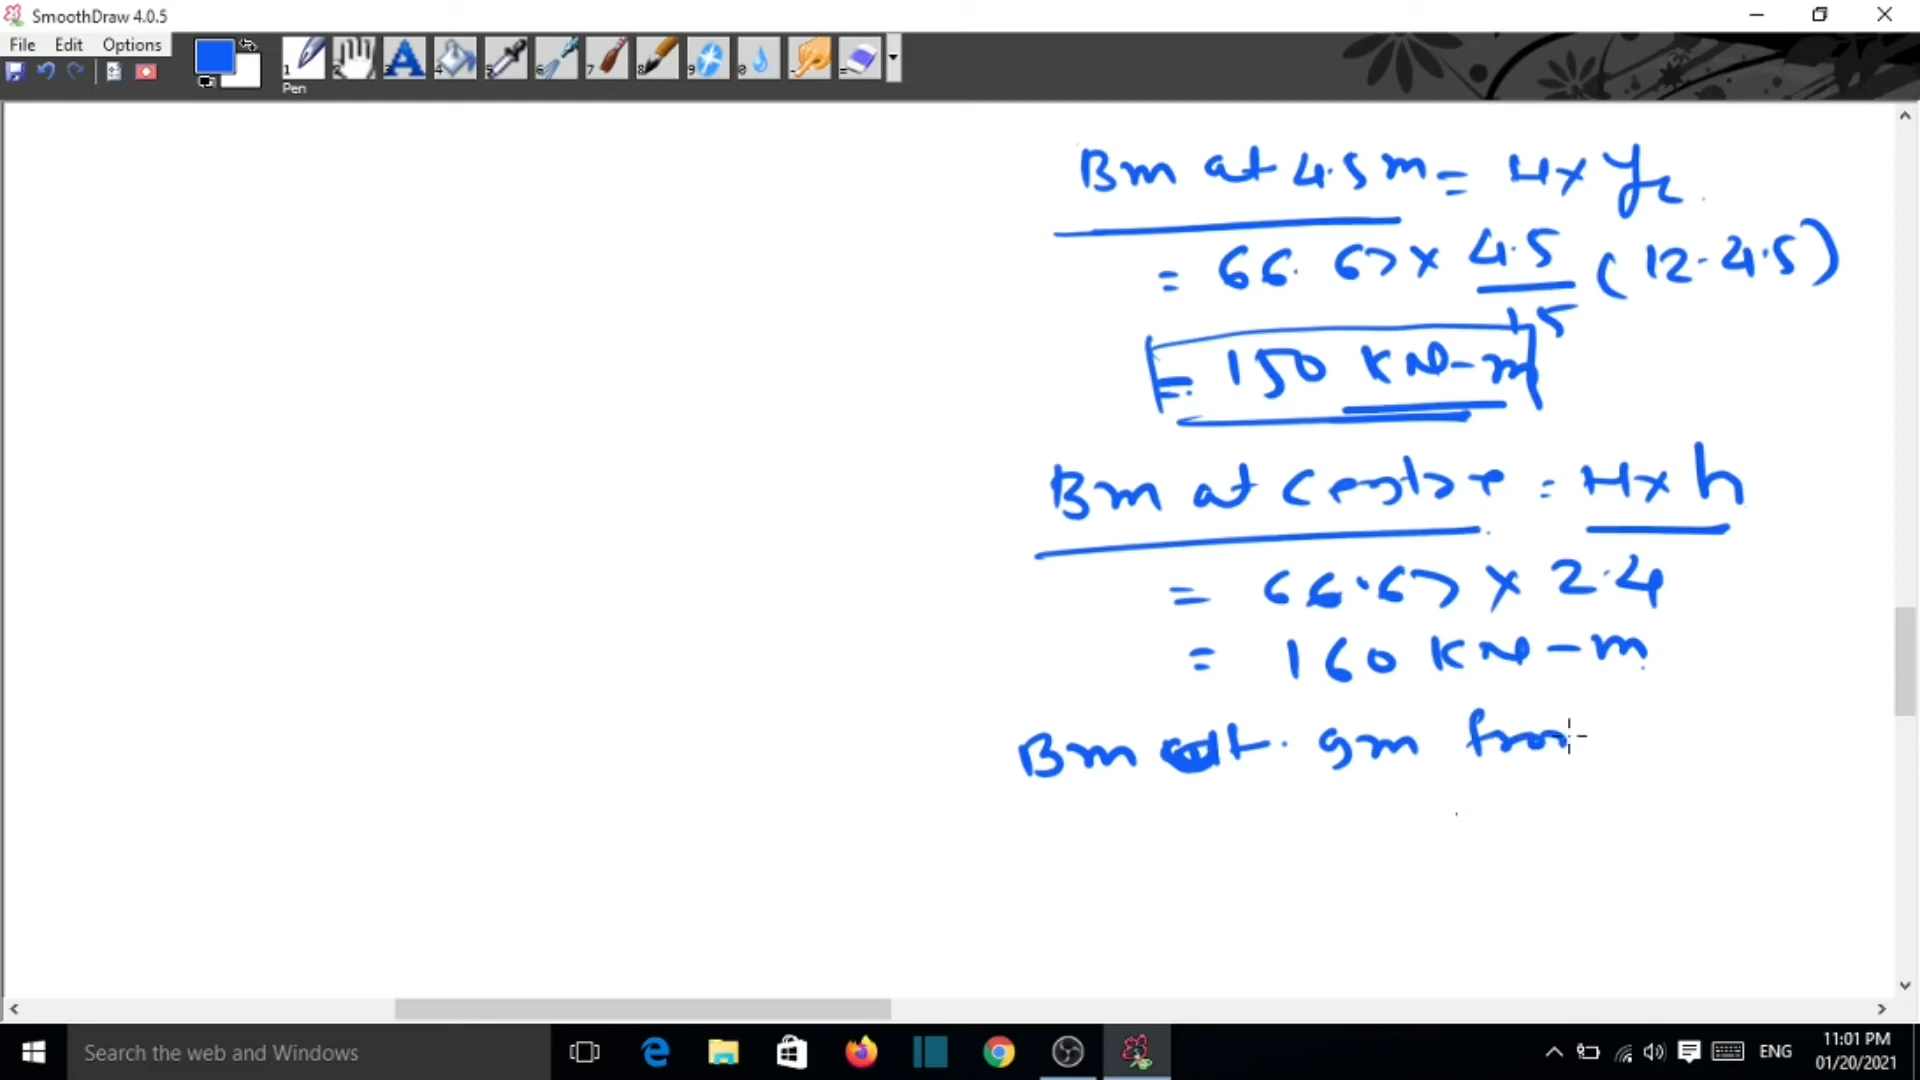 SmoothDraw 4.0.5
File Edit Options
Pen
Bm at 4.5m = H x yc
= 66.67 x 4.5 (12-4.5)
15
= 150 KN-m
Bm at Centre = H x h
= 66.67 x 2.4
= 160 KN-m
Bm at 9m from
Search the web and Windows
ENG
11:01 PM
01/20/2021